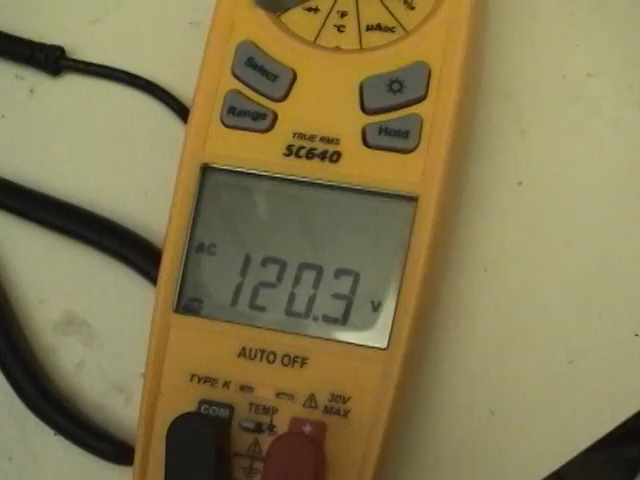 °F
°C
µADC
Select
Range
Hold
TRUE RMS
SC640
AC
120.3 V
AUTO OFF
TYPE K
30V
MAX
COM
TEMP
+